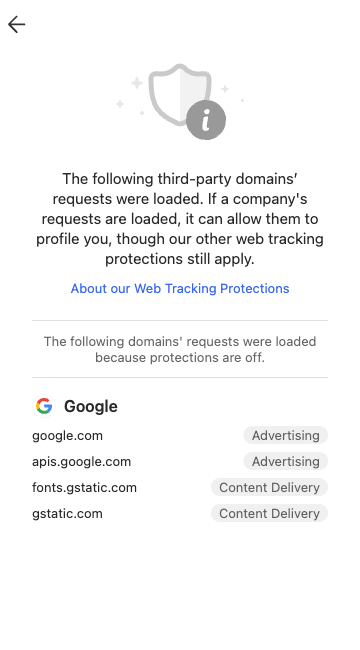 The following third-party domains’
requests were loaded. If a company's
requests are loaded, it can allow them to
profile you, though our other web tracking
protections still apply.
About our Web Tracking Protections
The following domains' requests were loaded
because protections are off.
Google
google.com Advertising
apis.google.com Advertising
fonts.gstatic.com Content Delivery
gstatic.com Content Delivery